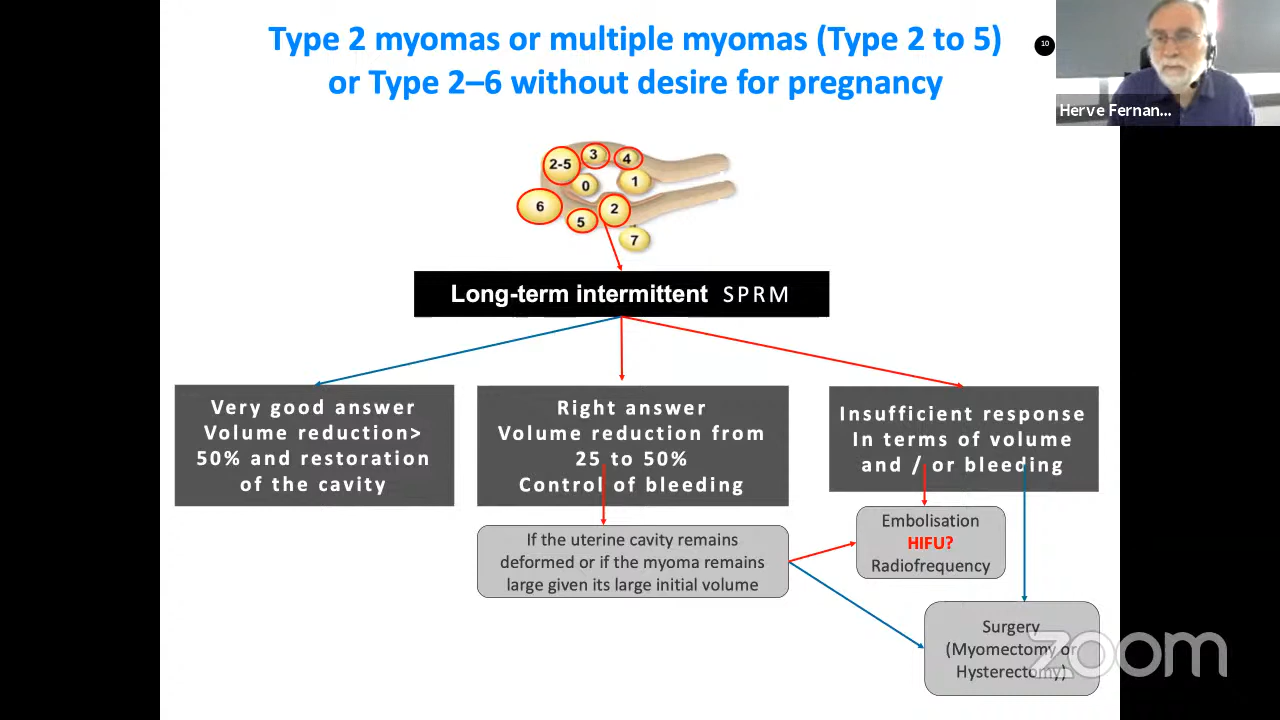 Type 2 myomas or multiple myomas (Type 2 to 5)
or Type 2–6 without desire for pregnancy
10
Herve Fernan...
2-5
3
4
0
1
6
5
2
7
Long-term intermittent SPRM
Very good answer
Volume reduction>
50% and restoration
of the cavity
Right answer
Volume reduction from
25 to 50%
Control of bleeding
Insufficient response
In terms of volume
and / or bleeding
If the uterine cavity remains
deformed or if the myoma remains
large given its large initial volume
Embolisation
HIFU?
Radiofrequency
Surgery
(Myomectomy or
Hysterectomy)
zoom